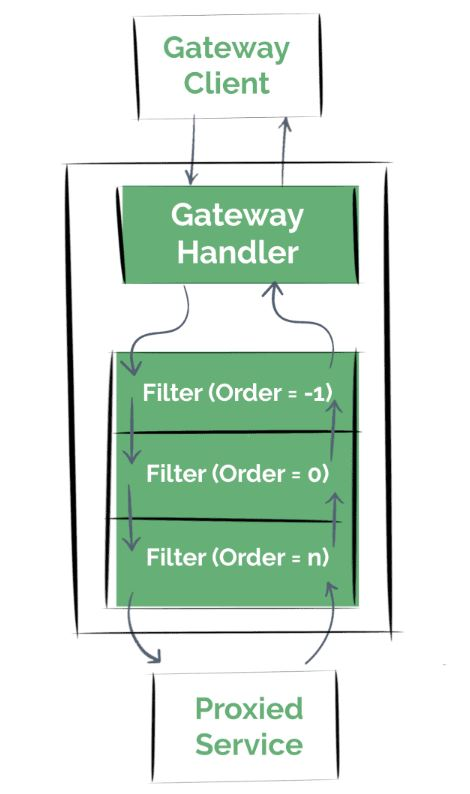 Gateway
Client
Gateway
Handler
Filter (Order = -1)
Filter (Order = 0)
Filter (Order = n)
Proxied
Service